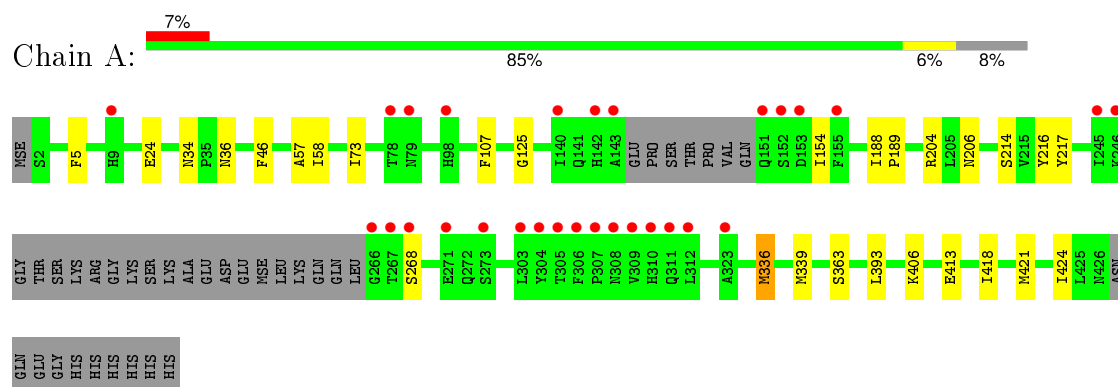 7%
Chain A:
85% 6% 8%
MSE S2 F5 H9 E24 N34 P35 N36 F46 A57 I58 I73 T78 N79 H98 F107 G125 I140 Q141 H142 A143 GLU PRO SER THR PRO VAL GLN Q151 S152 D153 I154 F155 I188 P189 R204 L205 N206 S214 V215 Y216 Y217 I245 K246
GLY THR SER LYS ARG GLY LYS SER LYS ALA GLU ASP GLU MSE LEU LYS GLN GLN LEU G266 T267 S268 E271 Q272 S273 L303 Y304 T305 F306 P307 N308 V309 H310 Q311 L312 A323 M336 M339 S363 L393 K406 E413 I418 M421 I424 L425 N426 ASN
GLN GLU GLY HIS HIS HIS HIS HIS HIS